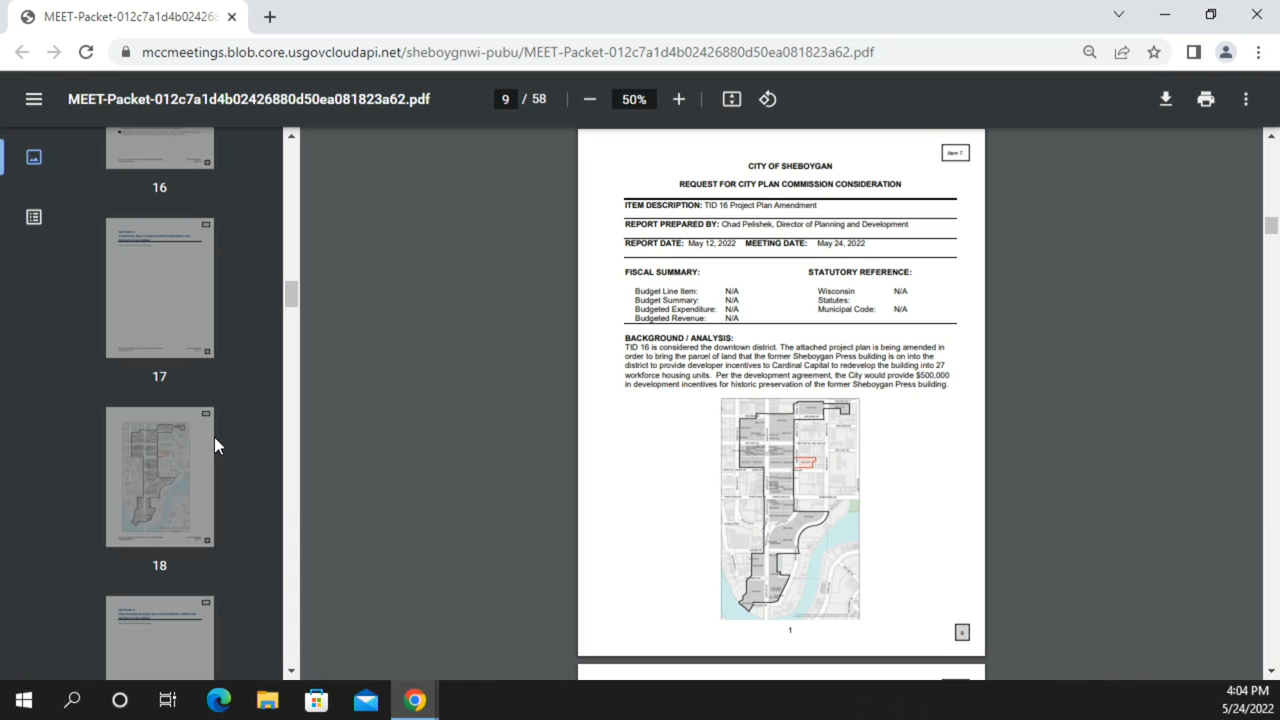 MEET-Packet-012c7a1d4b024268
mccmeetings.blob.core.usgovcloudapi.net/sheboygnwi-pubu/MEET-Packet-012c7a1d4b02426880d50ea081823a62.pdf
MEET-Packet-012c7a1d4b02426880d50ea081823a62.pdf
9 / 58
50%
16
17
18
Item 7.
CITY OF SHEBOYGAN
REQUEST FOR CITY PLAN COMMISSION CONSIDERATION
ITEM DESCRIPTION: TID 16 Project Plan Amendment
REPORT PREPARED BY: Chad Pelishek, Director of Planning and Development
REPORT DATE: May 12, 2022 MEETING DATE: May 24, 2022
FISCAL SUMMARY: STATUTORY REFERENCE:
Budget Line Item: N/A Wisconsin N/A
Budget Summary: N/A Statutes:
Budgeted Expenditure: N/A Municipal Code: N/A
Budgeted Revenue: N/A
BACKGROUND / ANALYSIS:
TID 16 is considered the downtown district. The attached project plan is being amended in
order to bring the parcel of land that the former Sheboygan Press building is on into the
district to provide developer incentives to Cardinal Capital to redevelop the building into 27
workforce housing units. Per the development agreement, the City would provide $500,000
in development incentives for historic preservation of the former Sheboygan Press building.
1
9
4:04 PM
5/24/2022